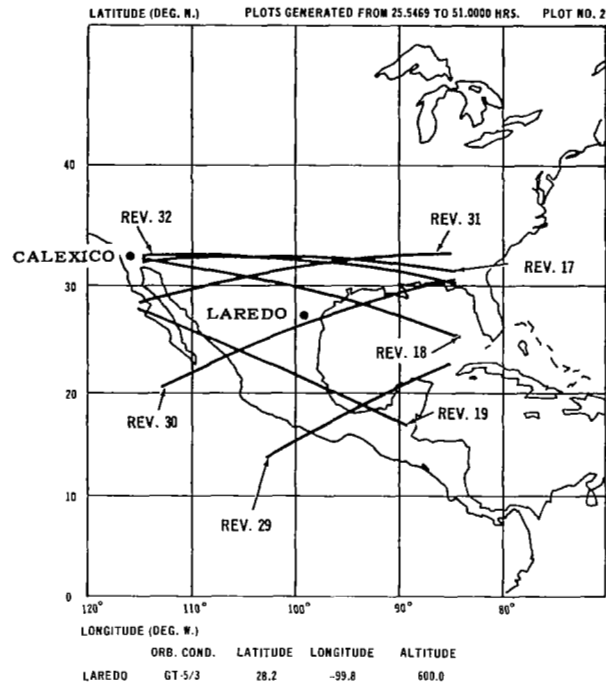 LATITUDE (DEG. N.) PLOTS GENERATED FROM 25.5469 TO 51.0000 HRS. PLOT NO. 2
40
REV. 32
REV. 31
CALEXICO
REV. 17
30
LAREDO
REV. 18
20
REV. 30
REV. 19
REV. 29
10
0
120° 110° 100° 90° 80°
LONGITUDE (DEG. W.)
ORB. COND. LATITUDE LONGITUDE ALTITUDE
LAREDO GT-5/3 28.2 -99.8 600.0